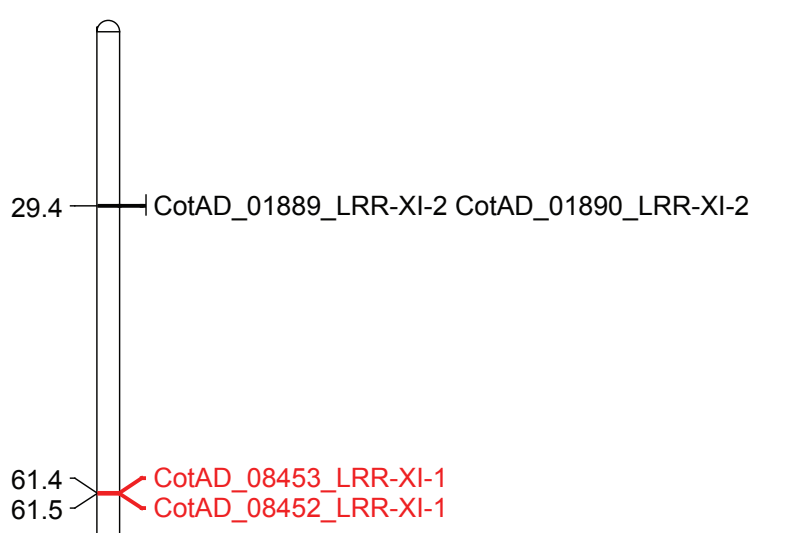 29.4 CotAD_01889_LRR-XI-2 CotAD_01890_LRR-XI-2
61.4 CotAD_08453_LRR-XI-1
61.5 CotAD_08452_LRR-XI-1